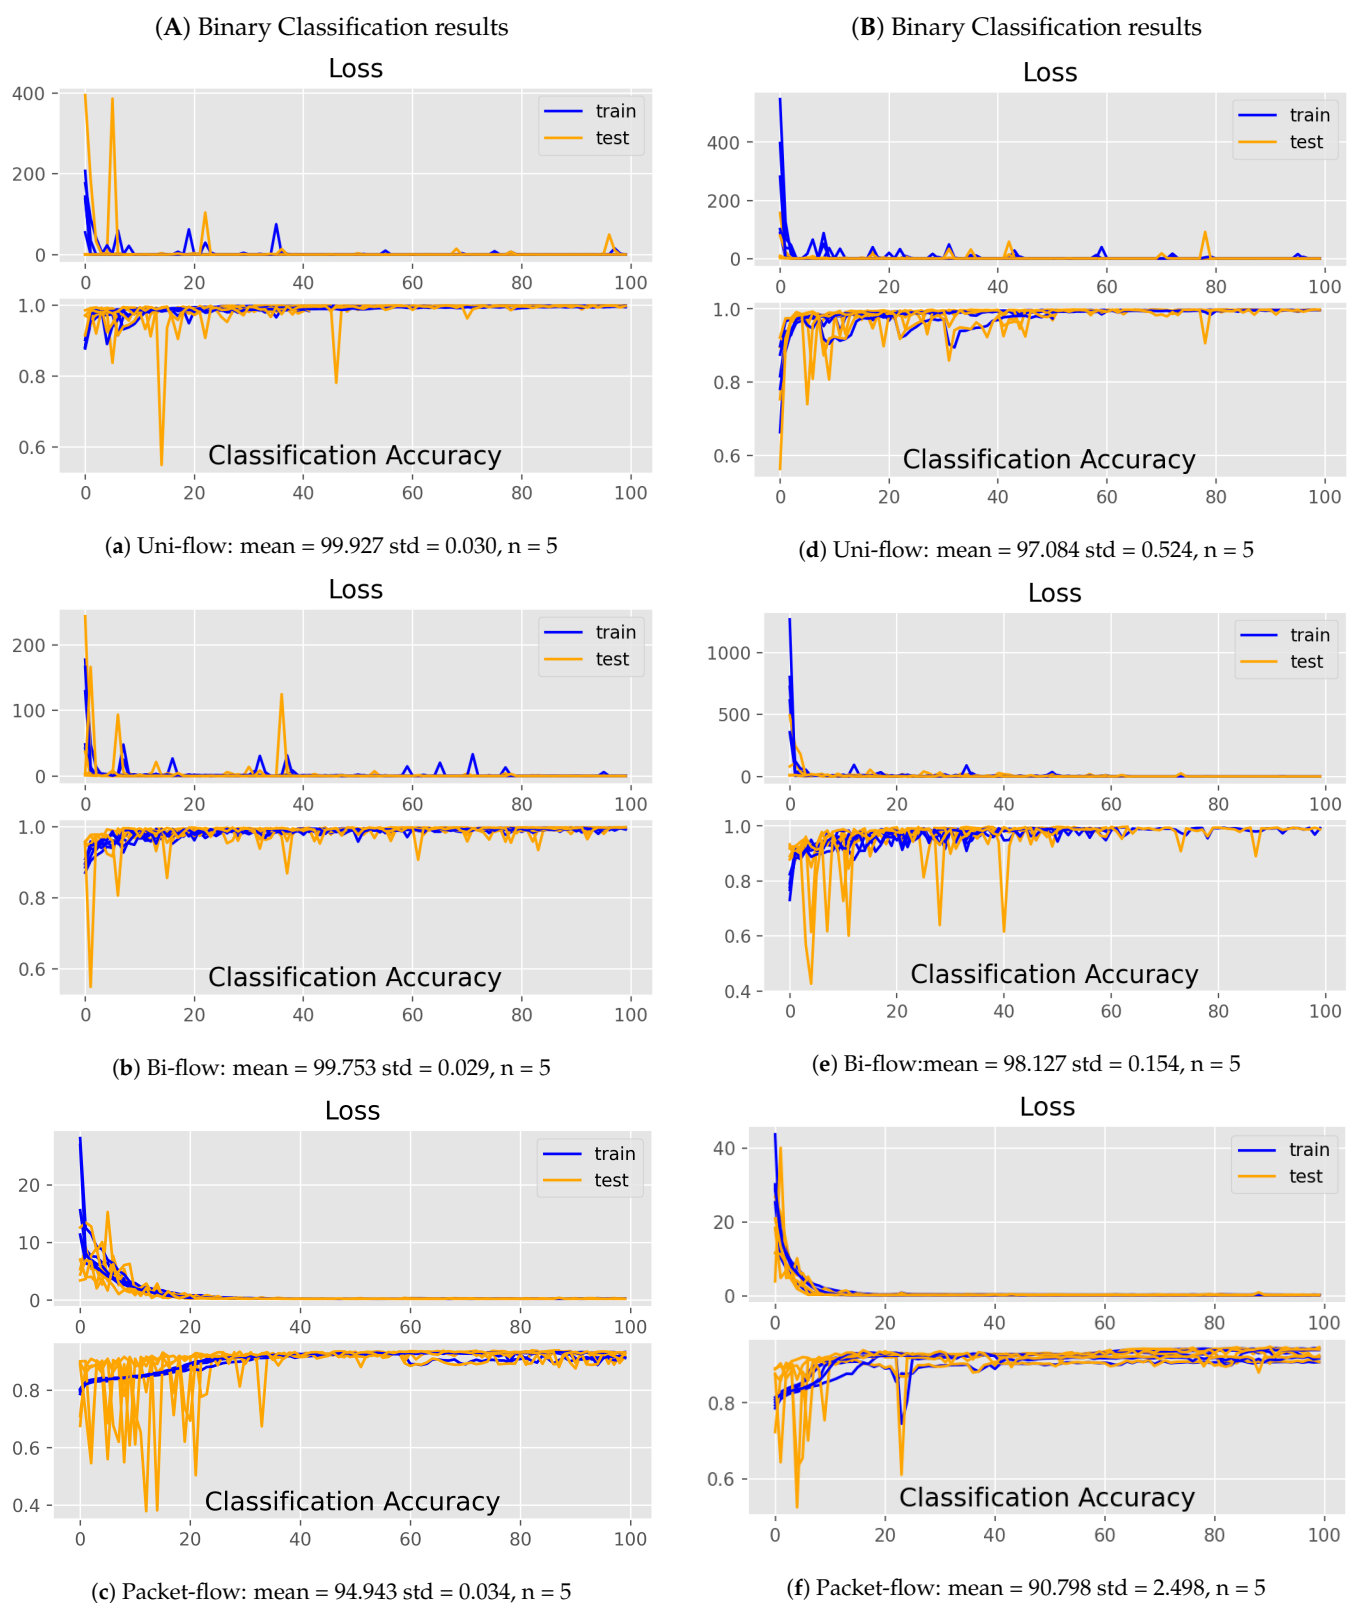 (A) Binary Classification results
Loss
400
200
0
train
test
1.0
0.8
0.6
Classification Accuracy
0 20 40 60 80 100
(a) Uni-flow: mean = 99.927 std = 0.030, n = 5
Loss
200
100
0
train
test
0 20 40 60 80 100
1.0
0.8
0.6
Classification Accuracy
0 20 40 60 80 100
(b) Bi-flow: mean = 99.753 std = 0.029, n = 5
Loss
20
10
0
train
test
0 20 40 60 80 100
0.8
0.6
0.4
Classification Accuracy
0 20 40 60 80 100
(c) Packet-flow: mean = 94.943 std = 0.034, n = 5
(B) Binary Classification results
Loss
400
200
0
train
test
0 20 40 60 80 100
1.0
0.8
0.6
Classification Accuracy
0 20 40 60 80 100
(d) Uni-flow: mean = 97.084 std = 0.524, n = 5
Loss
1000
500
0
train
test
0 20 40 60 80 100
1.0
0.8
0.6
0.4
Classification Accuracy
0 20 40 60 80 100
(e) Bi-flow:mean = 98.127 std = 0.154, n = 5
Loss
40
20
0
train
test
0 20 40 60 80 100
0.8
0.6
Classification Accuracy
0 20 40 60 80 100
(f) Packet-flow: mean = 90.798 std = 2.498, n = 5